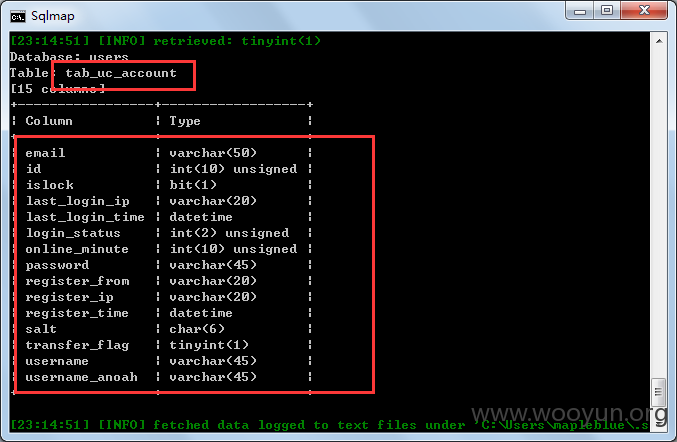 Sqlmap
[23:14:51] [INFO] retrieved: tinyint(1)
Database: users
Table: tab_uc_account
[15 columns]
+-----------------+------------------+
| Column | Type |
| email | varchar(50) |
| id | int(10) unsigned |
| islock | bit(1) |
| last_login_ip | varchar(20) |
| last_login_time | datetime |
| login_status | int(2) unsigned |
| online_minute | int(10) unsigned |
| password | varchar(45) |
| register_from | varchar(20) |
| register_ip | varchar(20) |
| register_time | datetime |
| salt | char(6) |
| transfer_flag | tinyint(1) |
| username | varchar(45) |
| username_anoah | varchar(45) |
[23:14:51] [INFO] fetched data logged to text files under 'C:\Users\mapleblue\.s
www.wooyun.org